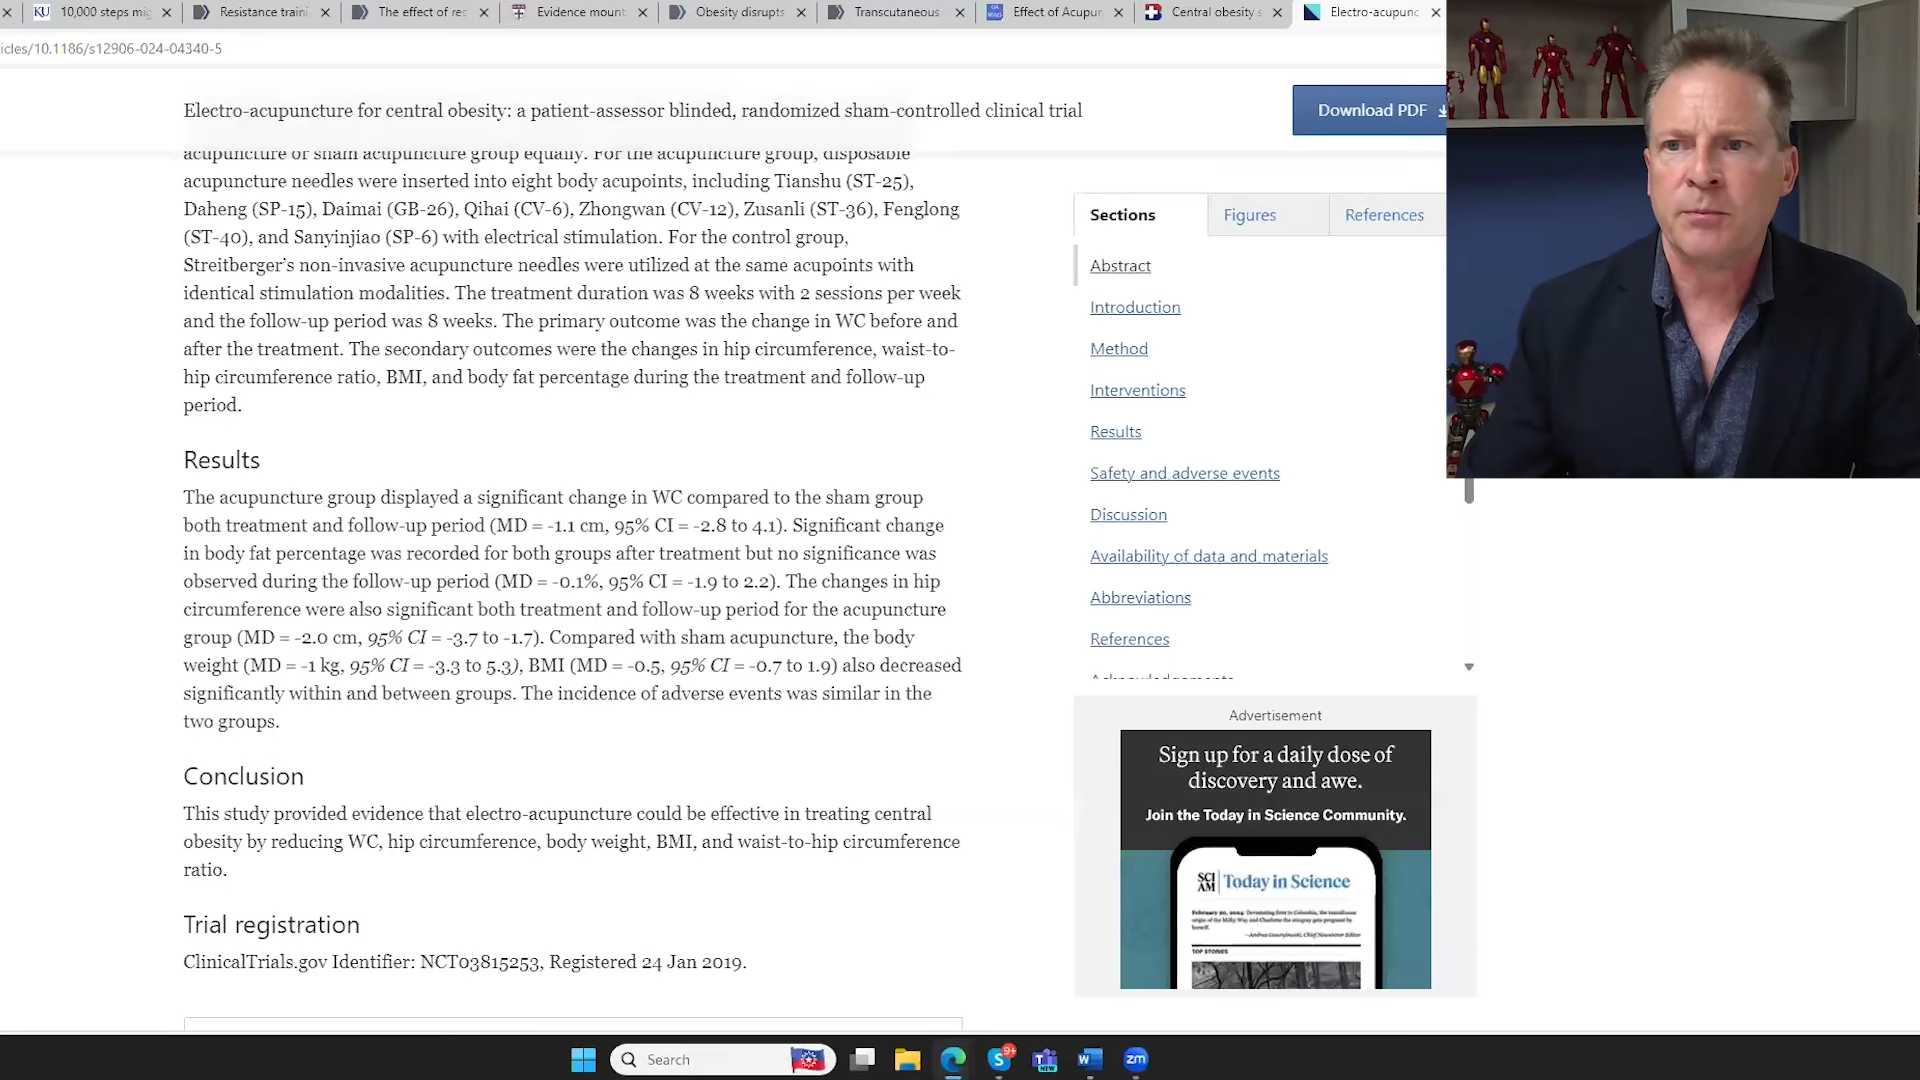 KU 10,000 steps mig
Resistance traini
The effect of res
Evidence mount
Obesity disrupts
Transcutaneous
Effect of Acupun
Central obesity s
Electro-acupunc
icles/10.1186/s12906-024-04340-5
Electro-acupuncture for central obesity: a patient-assessor blinded, randomized sham-controlled clinical trial
Download PDF
acupuncture or sham acupuncture group equally. For the acupuncture group, disposable
acupuncture needles were inserted into eight body acupoints, including Tianshu (ST-25),
Daheng (SP-15), Daimai (GB-26), Qihai (CV-6), Zhongwan (CV-12), Zusanli (ST-36), Fenglong
(ST-40), and Sanyinjiao (SP-6) with electrical stimulation. For the control group,
Streitberger’s non-invasive acupuncture needles were utilized at the same acupoints with
identical stimulation modalities. The treatment duration was 8 weeks with 2 sessions per week
and the follow-up period was 8 weeks. The primary outcome was the change in WC before and
after the treatment. The secondary outcomes were the changes in hip circumference, waist-to-
hip circumference ratio, BMI, and body fat percentage during the treatment and follow-up
period.
Results
The acupuncture group displayed a significant change in WC compared to the sham group
both treatment and follow-up period (MD = -1.1 cm, 95% CI = -2.8 to 4.1). Significant change
in body fat percentage was recorded for both groups after treatment but no significance was
observed during the follow-up period (MD = -0.1%, 95% CI = -1.9 to 2.2). The changes in hip
circumference were also significant both treatment and follow-up period for the acupuncture
group (MD = -2.0 cm, 95% CI = -3.7 to -1.7). Compared with sham acupuncture, the body
weight (MD = -1 kg, 95% CI = -3.3 to 5.3), BMI (MD = -0.5, 95% CI = -0.7 to 1.9) also decreased
significantly within and between groups. The incidence of adverse events was similar in the
two groups.
Conclusion
This study provided evidence that electro-acupuncture could be effective in treating central
obesity by reducing WC, hip circumference, body weight, BMI, and waist-to-hip circumference
ratio.
Trial registration
ClinicalTrials.gov Identifier: NCT03815253, Registered 24 Jan 2019.
Sections
Figures
References
Abstract
Introduction
Method
Interventions
Results
Safety and adverse events
Discussion
Availability of data and materials
Abbreviations
References
Acknowledgements
Advertisement
Sign up for a daily dose of
discovery and awe.
Join the Today in Science Community.
SCI
AM
Today in Science
TOP STORIES
Search
9+
NEW
zm